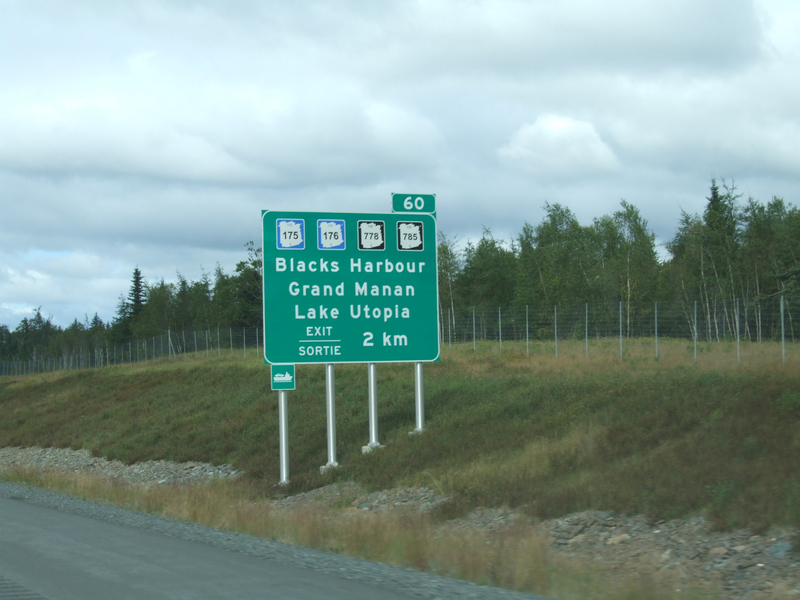 60
175 176 778 785
Blacks Harbour
Grand Manan
Lake Utopia
EXIT
SORTIE 2 km